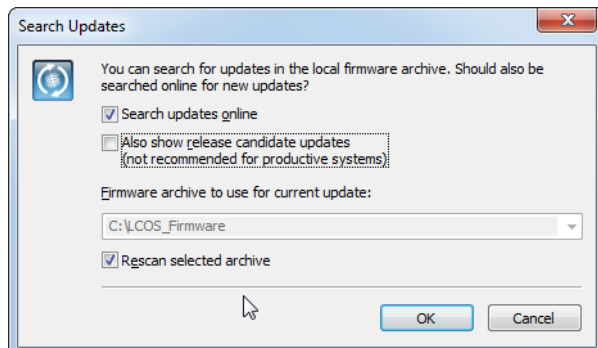 Search Updates
You can search for updates in the local firmware archive. Should also be
searched online for new updates?
Search updates online
Also show release candidate updates
(not recommended for productive systems)
Firmware archive to use for current update:
C:\LCOS_Firmware
Rescan selected archive
OK Cancel